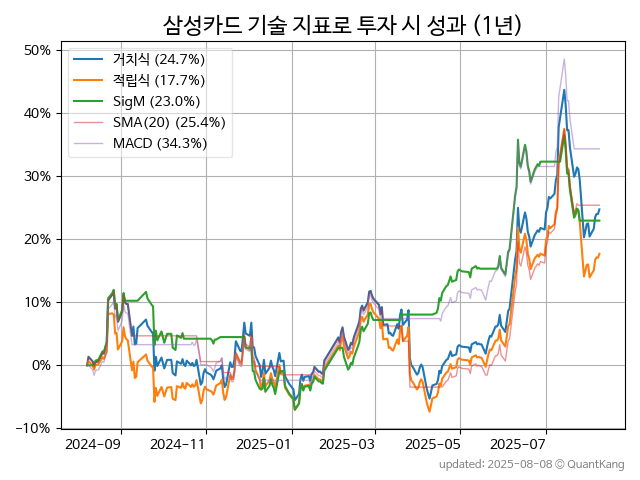 삼성카드 기술 지표로 투자 시 성과 (1년)
50%
40%
30%
20%
10%
0%
−10%
거치식 (24.7%)
적립식 (17.7%)
SigM (23.0%)
SMA(20) (25.4%)
MACD (34.3%)
2024-09
2024-11
2025-01
2025-03
2025-05
2025-07
updated: 2025-08-08 © QuantKang